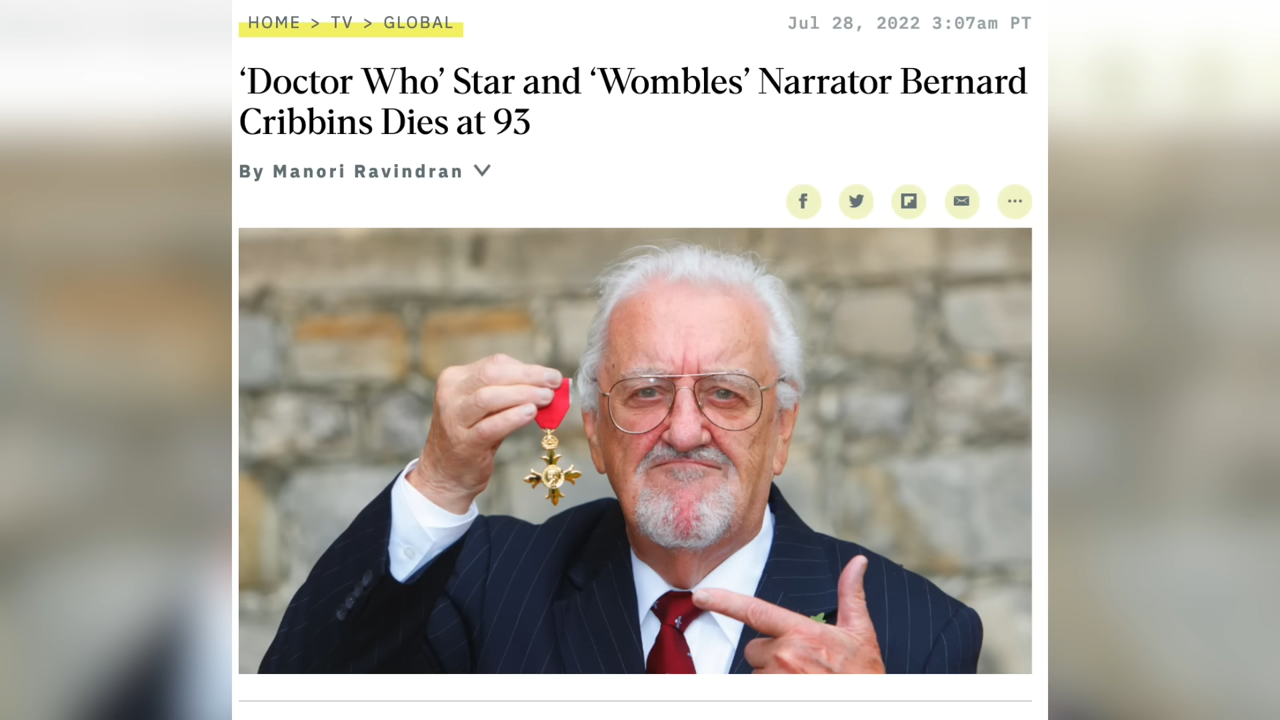 HOME > TV > GLOBAL
Jul 28, 2022 3:07am PT
‘Doctor Who’ Star and ‘Wombles’ Narrator Bernard
Cribbins Dies at 93
By Manori Ravindran